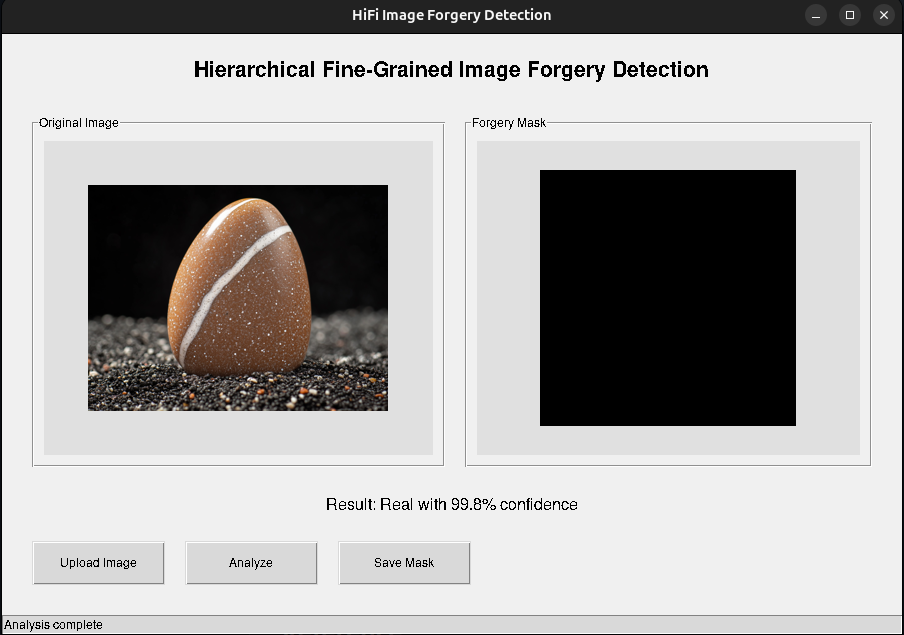 HiFi Image Forgery Detection
Hierarchical Fine-Grained Image Forgery Detection
Original Image
Forgery Mask
Result: Real with 99.8% confidence
Upload Image
Analyze
Save Mask
Analysis complete